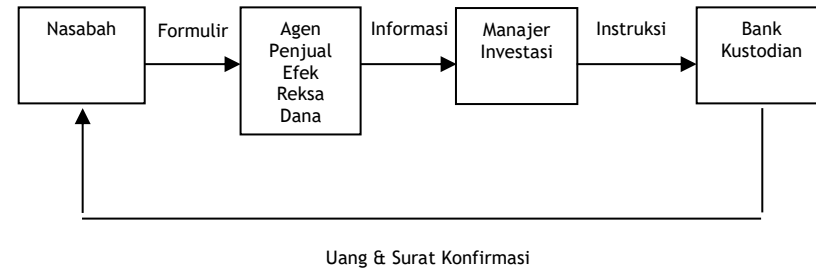 Nasabah
Formulir
Agen
Penjual
Efek
Reksa
Dana
Informasi
Manajer
Investasi
Instruksi
Bank
Kustodian
Uang & Surat Konfirmasi